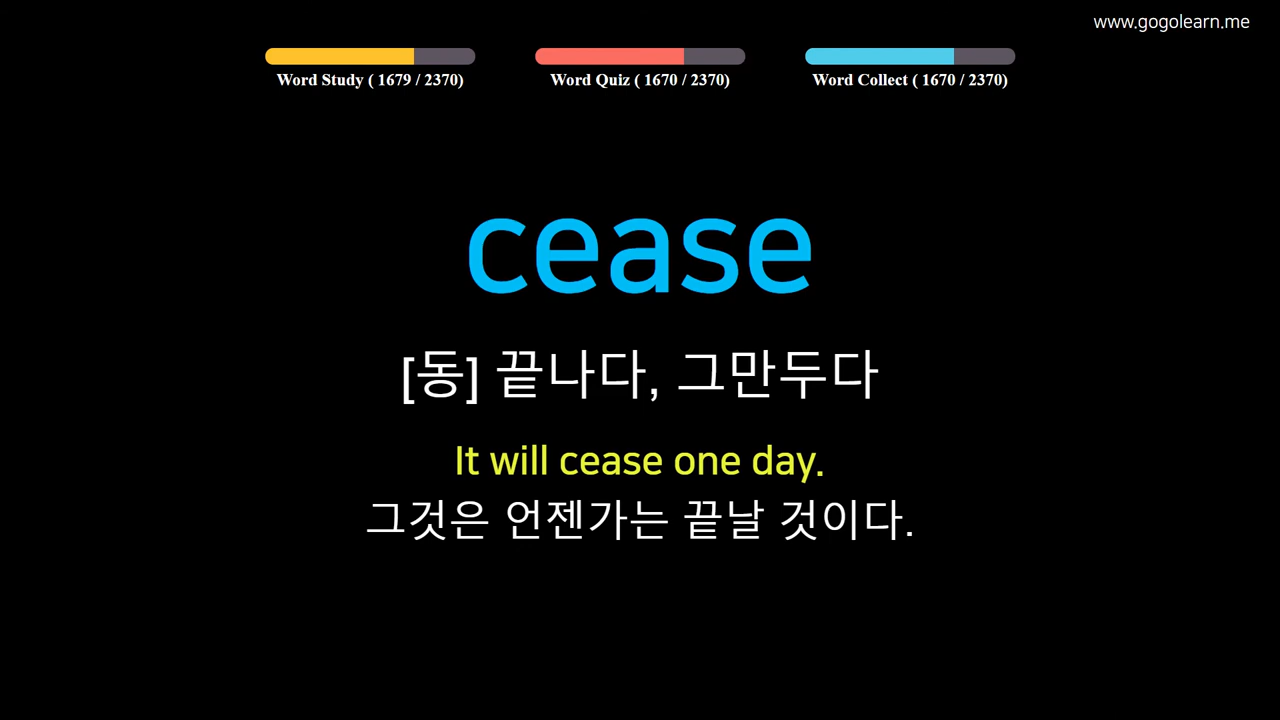 www.gogolearn.me
Word Study ( 1679 / 2370)
Word Quiz ( 1670 / 2370)
Word Collect ( 1670 / 2370)
cease
[동] 끝나다, 그만두다
It will cease one day.
그것은 언젠가는 끝날 것이다.